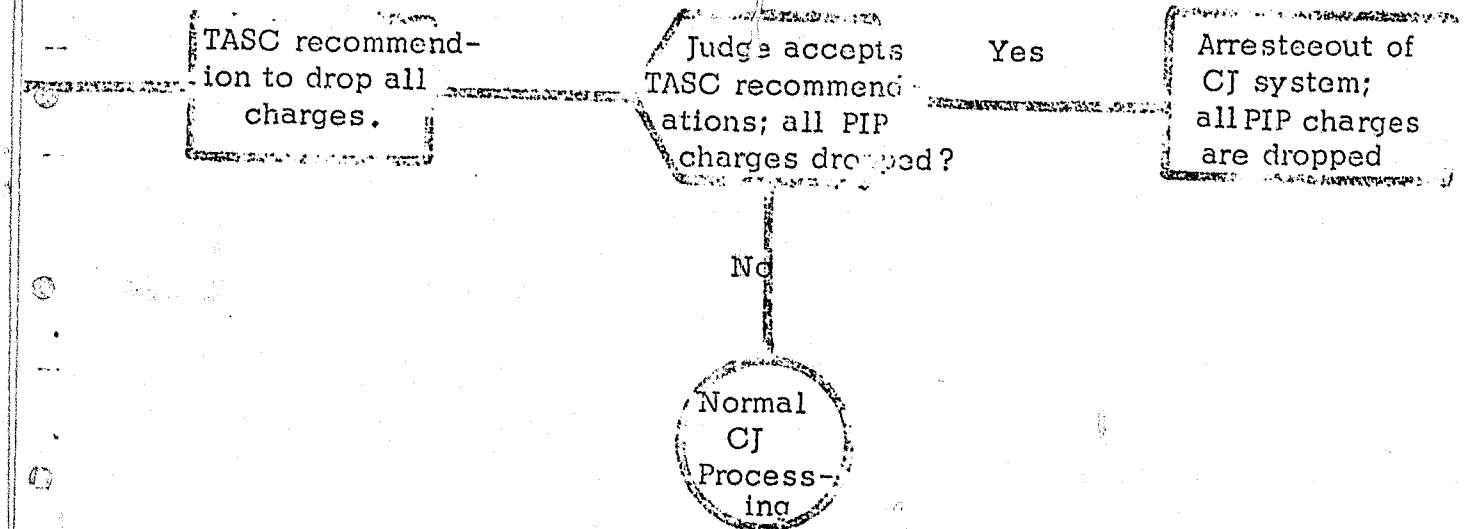 TASC recommend-
ion to drop all
charges.
Judge accepts
TASC recommend-
ations; all PIP
charges dropped?
Yes
Arresteeout of
CJ system;
all PIP charges
are dropped
No
Normal
CJ
Process-
ing